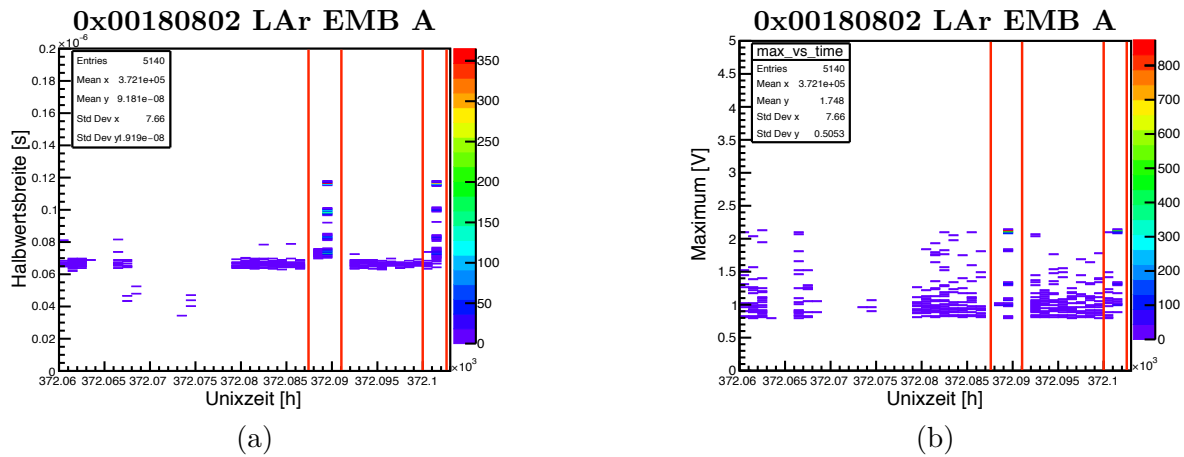 0x00180802 LAr EMB A
×10⁻⁶
Halbwertsbreite [s]
0.2
0.18
0.16
0.14
0.12
0.1
0.08
0.06
0.04
0.02
0
Entries 5140
Mean x 3.721e+05
Mean y 9.181e−08
Std Dev x 7.66
Std Dev y1.919e−08
350
300
250
200
150
100
50
0
372.06 372.065 372.07 372.075 372.08 372.085 372.09 372.095 372.1
×10³
Unixzeit [h]
(a)
0x00180802 LAr EMB A
Maximum [V]
5
4.5
4
3.5
3
2.5
2
1.5
1
0.5
0
max_vs_time
Entries 5140
Mean x 3.721e+05
Mean y 1.748
Std Dev x 7.66
Std Dev y 0.5053
800
700
600
500
400
300
200
100
0
372.06 372.065 372.07 372.075 372.08 372.085 372.09 372.095 372.1
×10³
Unixzeit [h]
(b)